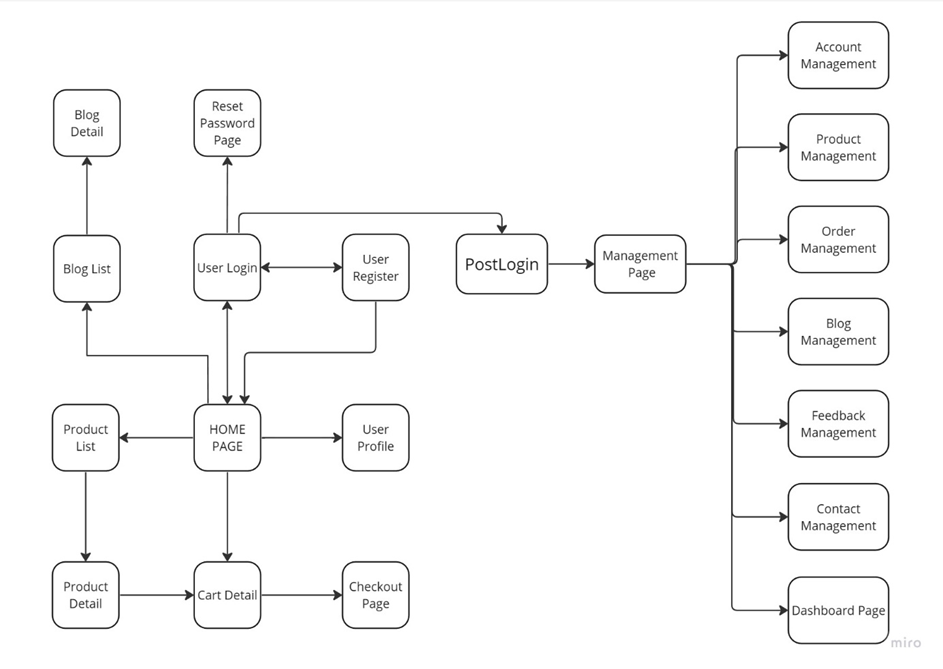 Account
Management
Blog
Detail
Reset
Password
Page
Product
Management
Order
Management
Blog List
User Login
User
Register
PostLogin
Management
Page
Blog
Management
Product
List
HOME
PAGE
User
Profile
Feedback
Management
Contact
Management
Product
Detail
Cart Detail
Checkout
Page
Dashboard Page
miro